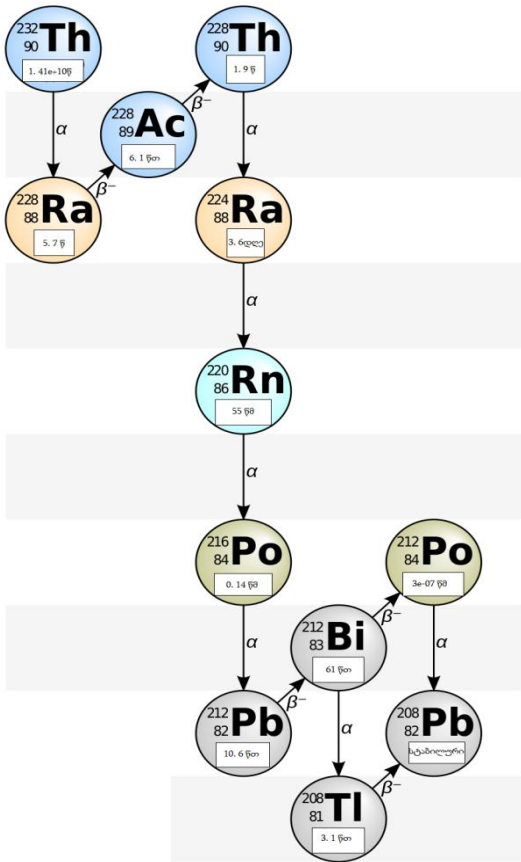 232
90 Th
1. 41e+10წ
228
90 Th
1. 9 წ
α
β⁻
228
89 Ac
6. 1 წთ
α
β⁻
228
88 Ra
5. 7 წ
224
88 Ra
3. 6დღე
α
220
86 Rn
55 წმ
α
216
84 Po
0. 14 წმ
212
84 Po
3e-07 წმ
α
β⁻
212
83 Bi
61 წთ
α
β⁻
212
82 Pb
10. 6 წთ
α
208
82 Pb
სტაბილური
β⁻
208
81 Tl
3. 1 წთ